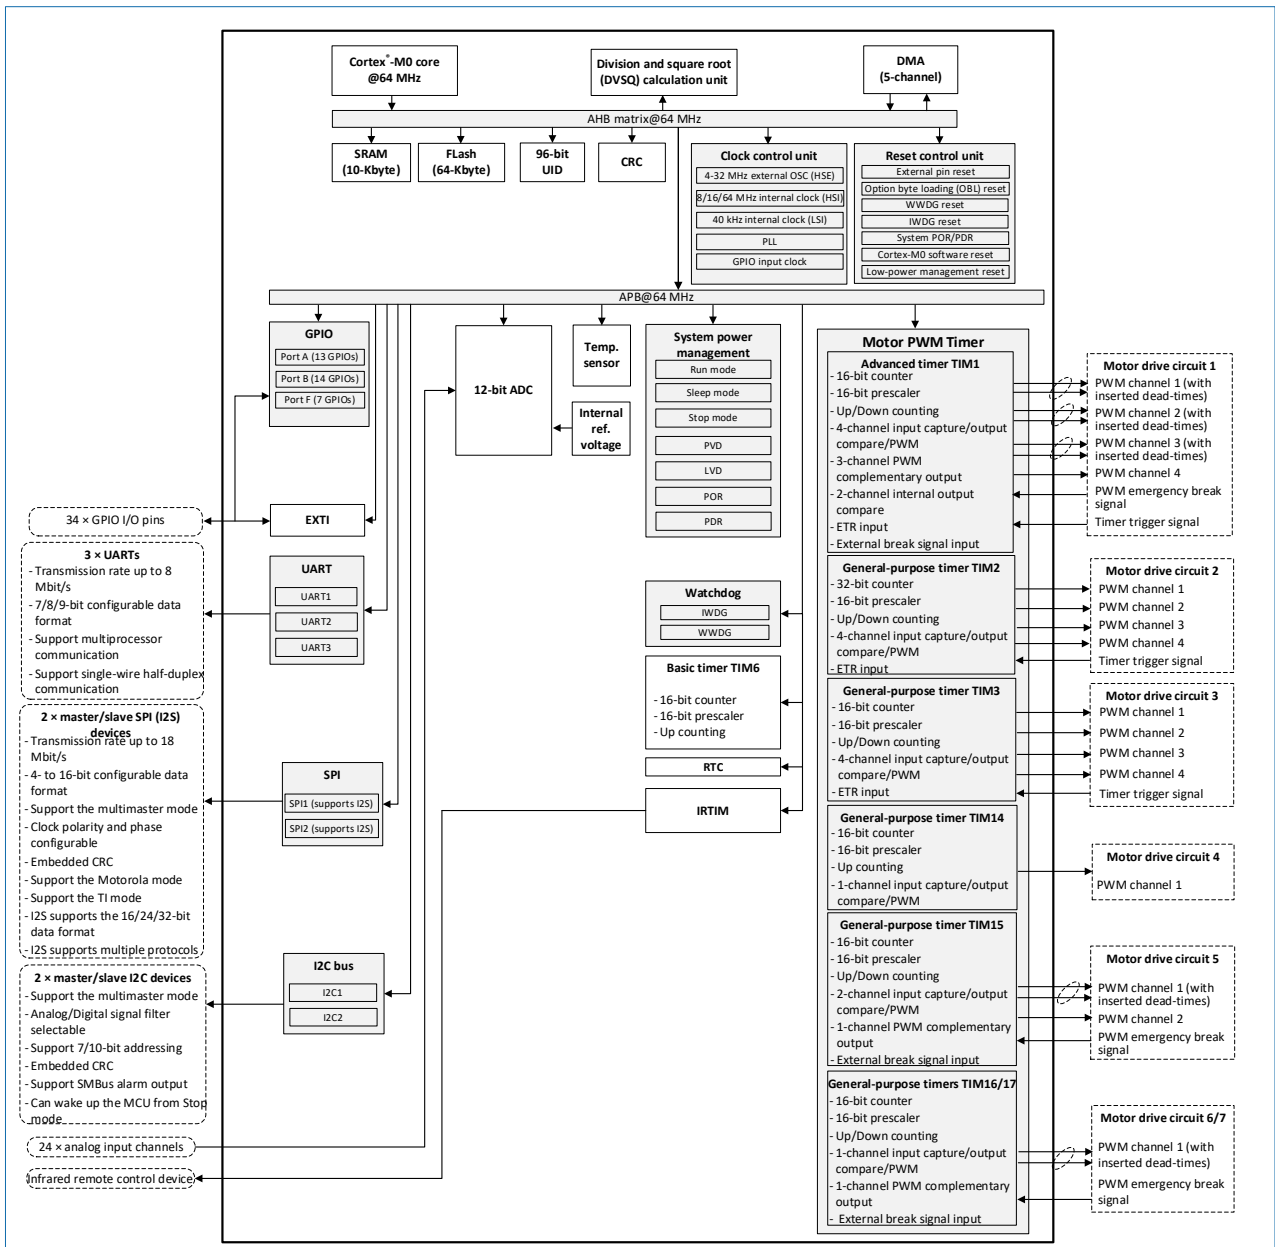 Cortex®-M0 core
@64 MHz
Division and square root
(DVSQ) calculation unit
DMA
(5-channel)
AHB matrix@64 MHz
SRAM
(10-Kbyte)
FLash
(64-Kbyte)
96-bit
UID
CRC
Clock control unit
4-32 MHz external OSC (HSE)
8/16/64 MHz internal clock (HSI)
40 kHz internal clock (LSI)
PLL
GPIO input clock
Reset control unit
External pin reset
Option byte loading (OBL) reset
WWDG reset
IWDG reset
System POR/PDR
Cortex-M0 software reset
Low-power management reset
APB@64 MHz
GPIO
Port A (13 GPIOs)
Port B (14 GPIOs)
Port F (7 GPIOs)
EXTI
UART
UART1
UART2
UART3
SPI
SPI1 (supports I2S)
SPI2 (supports I2S)
I2C bus
I2C1
I2C2
12-bit ADC
Temp.
sensor
Internal
ref.
voltage
System power
management
Run mode
Sleep mode
Stop mode
PVD
LVD
POR
PDR
Watchdog
IWDG
WWDG
Basic timer TIM6
- 16-bit counter
- 16-bit prescaler
- Up counting
RTC
IRTIM
Motor PWM Timer
Advanced timer TIM1
- 16-bit counter
- 16-bit prescaler
- Up/Down counting
- 4-channel input capture/output
compare/PWM
- 3-channel PWM
complementary output
- 2-channel internal output
compare
- ETR input
- External break signal input
General-purpose timer TIM2
- 32-bit counter
- 16-bit prescaler
- Up/Down counting
- 4-channel input capture/output
compare/PWM
- ETR input
General-purpose timer TIM3
- 16-bit counter
- 16-bit prescaler
- Up/Down counting
- 4-channel input capture/output
compare/PWM
- ETR input
General-purpose timer TIM14
- 16-bit counter
- 16-bit prescaler
- Up counting
- 1-channel input capture/output
compare/PWM
General-purpose timer TIM15
- 16-bit counter
- 16-bit prescaler
- Up/Down counting
- 2-channel input capture/output
compare/PWM
- 1-channel PWM complementary
output
- External break signal input
General-purpose timers TIM16/17
- 16-bit counter
- 16-bit prescaler
- Up/Down counting
- 1-channel input capture/output
compare/PWM
- 1-channel PWM complementary
output
- External break signal input
Motor drive circuit 1
PWM channel 1 (with
inserted dead-times)
PWM channel 2 (with
inserted dead-times)
PWM channel 3 (with
inserted dead-times)
PWM channel 4
PWM emergency break
signal
Timer trigger signal
Motor drive circuit 2
PWM channel 1
PWM channel 2
PWM channel 3
PWM channel 4
Timer trigger signal
Motor drive circuit 3
PWM channel 1
PWM channel 2
PWM channel 3
PWM channel 4
Timer trigger signal
Motor drive circuit 4
PWM channel 1
Motor drive circuit 5
PWM channel 1 (with
inserted dead-times)
PWM channel 2
PWM emergency break
signal
Motor drive circuit 6/7
PWM channel 1 (with
inserted dead-times)
PWM emergency break
signal
34 × GPIO I/O pins
3 × UARTs
- Transmission rate up to 8
Mbit/s
- 7/8/9-bit configurable data
format
- Support multiprocessor
communication
- Support single-wire half-duplex
communication
2 × master/slave SPI (I2S)
devices
- Transmission rate up to 18
Mbit/s
- 4- to 16-bit configurable data
format
- Support the multimaster mode
- Clock polarity and phase
configurable
- Embedded CRC
- Support the Motorola mode
- Support the TI mode
- I2S supports the 16/24/32-bit
data format
- I2S supports multiple protocols
2 × master/slave I2C devices
- Support the multimaster mode
- Analog/Digital signal filter
selectable
- Support 7/10-bit addressing
- Embedded CRC
- Support SMBus alarm output
- Can wake up the MCU from Stop
mode
24 × analog input channels
Infrared remote control device